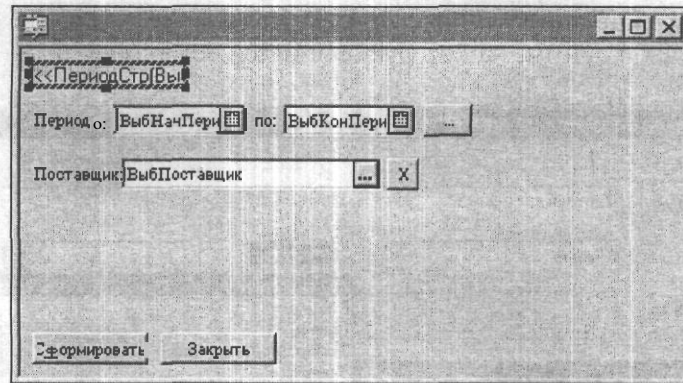 <<ПериодСтр(Вы
Период о: ВыбНачПери по: ВыбКонПери ...
Поставщик: ВыбПоставщик ... X
Сформировать Закрыть